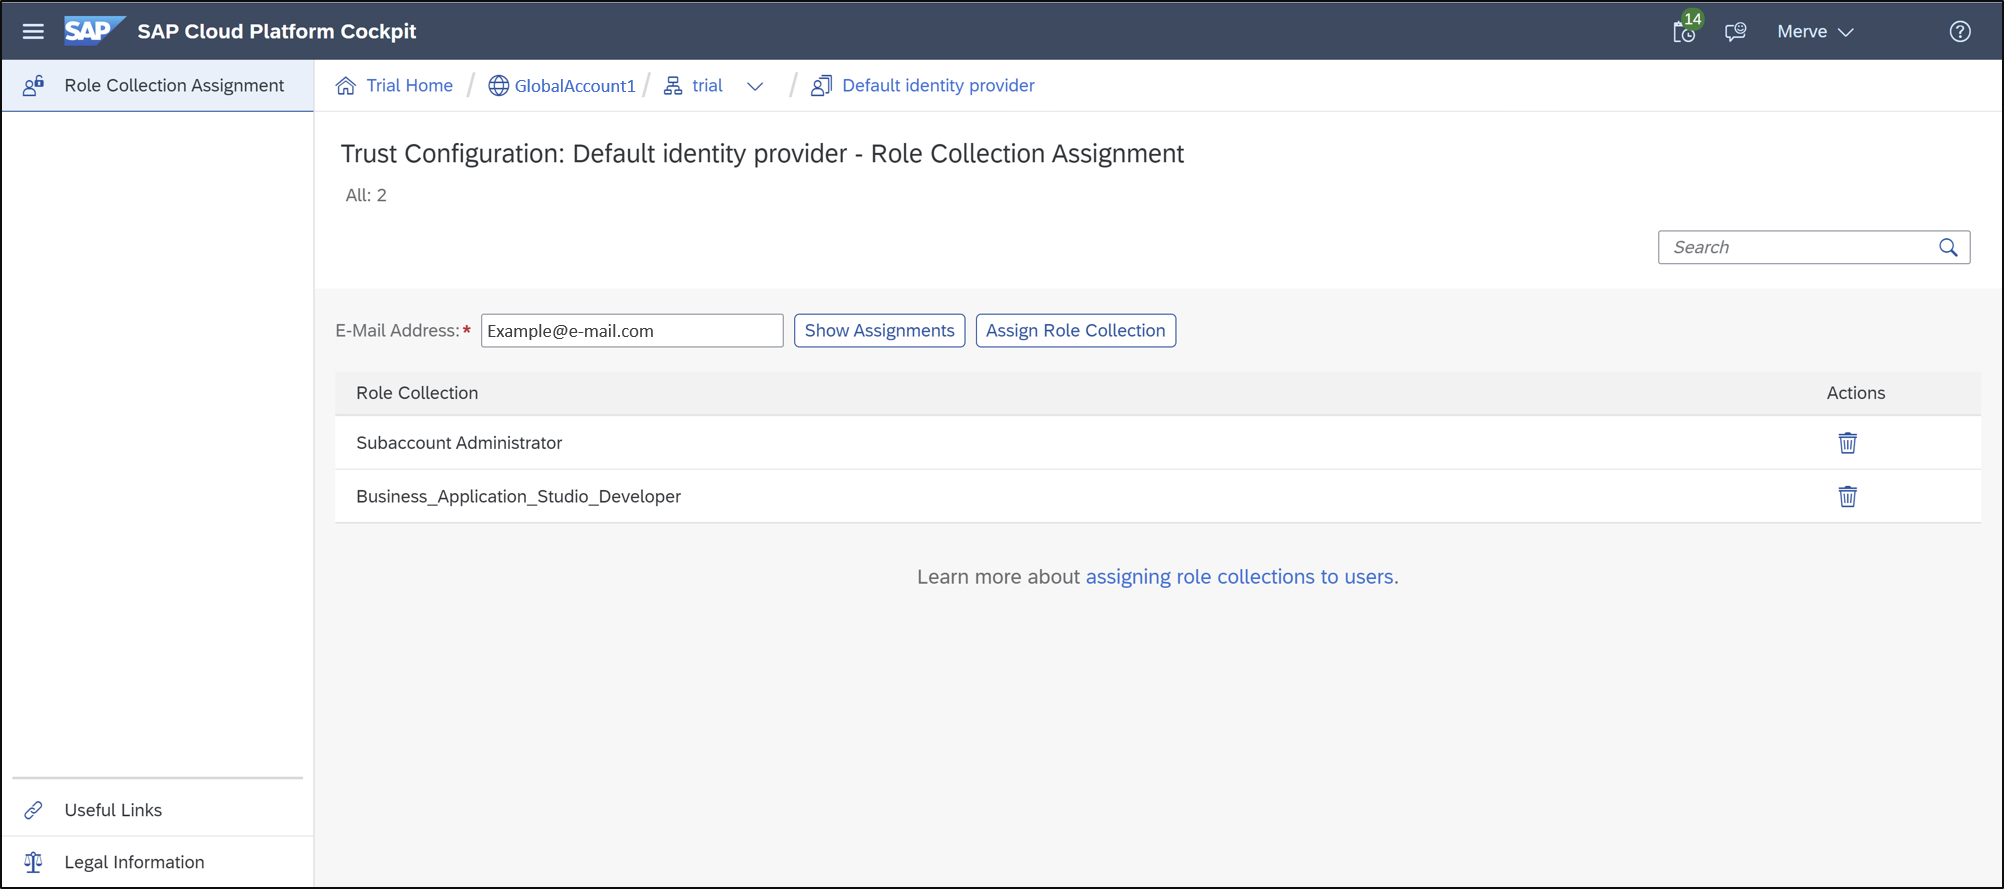 SAP SAP Cloud Platform Cockpit 14 Merve
Role Collection Assignment
Trial Home / GlobalAccount1 / trial / Default identity provider
Trust Configuration: Default identity provider - Role Collection Assignment
All: 2
Search
E-Mail Address:* Example@e-mail.com Show Assignments Assign Role Collection
Role Collection Actions
Subaccount Administrator
Business_Application_Studio_Developer
Learn more about assigning role collections to users.
Useful Links
Legal Information